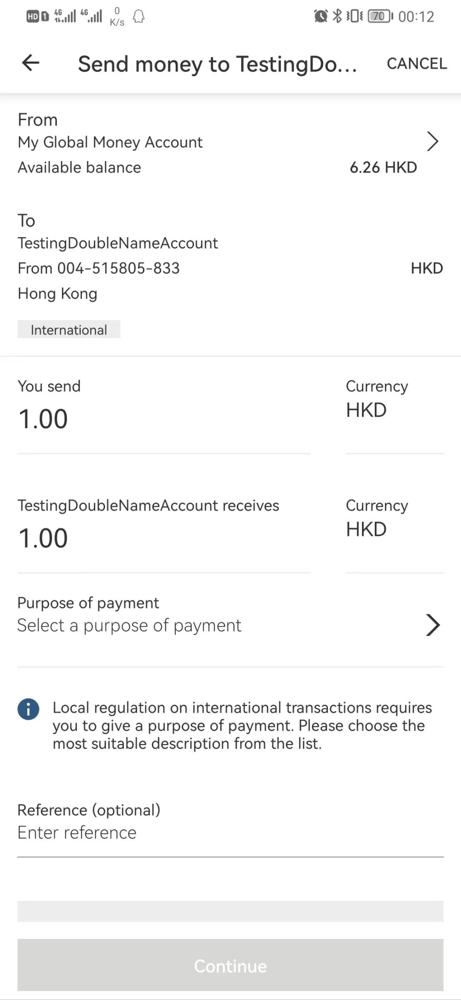 HD 1 4G 4G 0 K/s 70 00:12
Send money to TestingDo... CANCEL
From
My Global Money Account
Available balance 6.26 HKD
To
TestingDoubleNameAccount
From 004-515805-833 HKD
Hong Kong
International
You send Currency
1.00 HKD
TestingDoubleNameAccount receives Currency
1.00 HKD
Purpose of payment
Select a purpose of payment
Local regulation on international transactions requires
you to give a purpose of payment. Please choose the
most suitable description from the list.
Reference (optional)
Enter reference
Continue